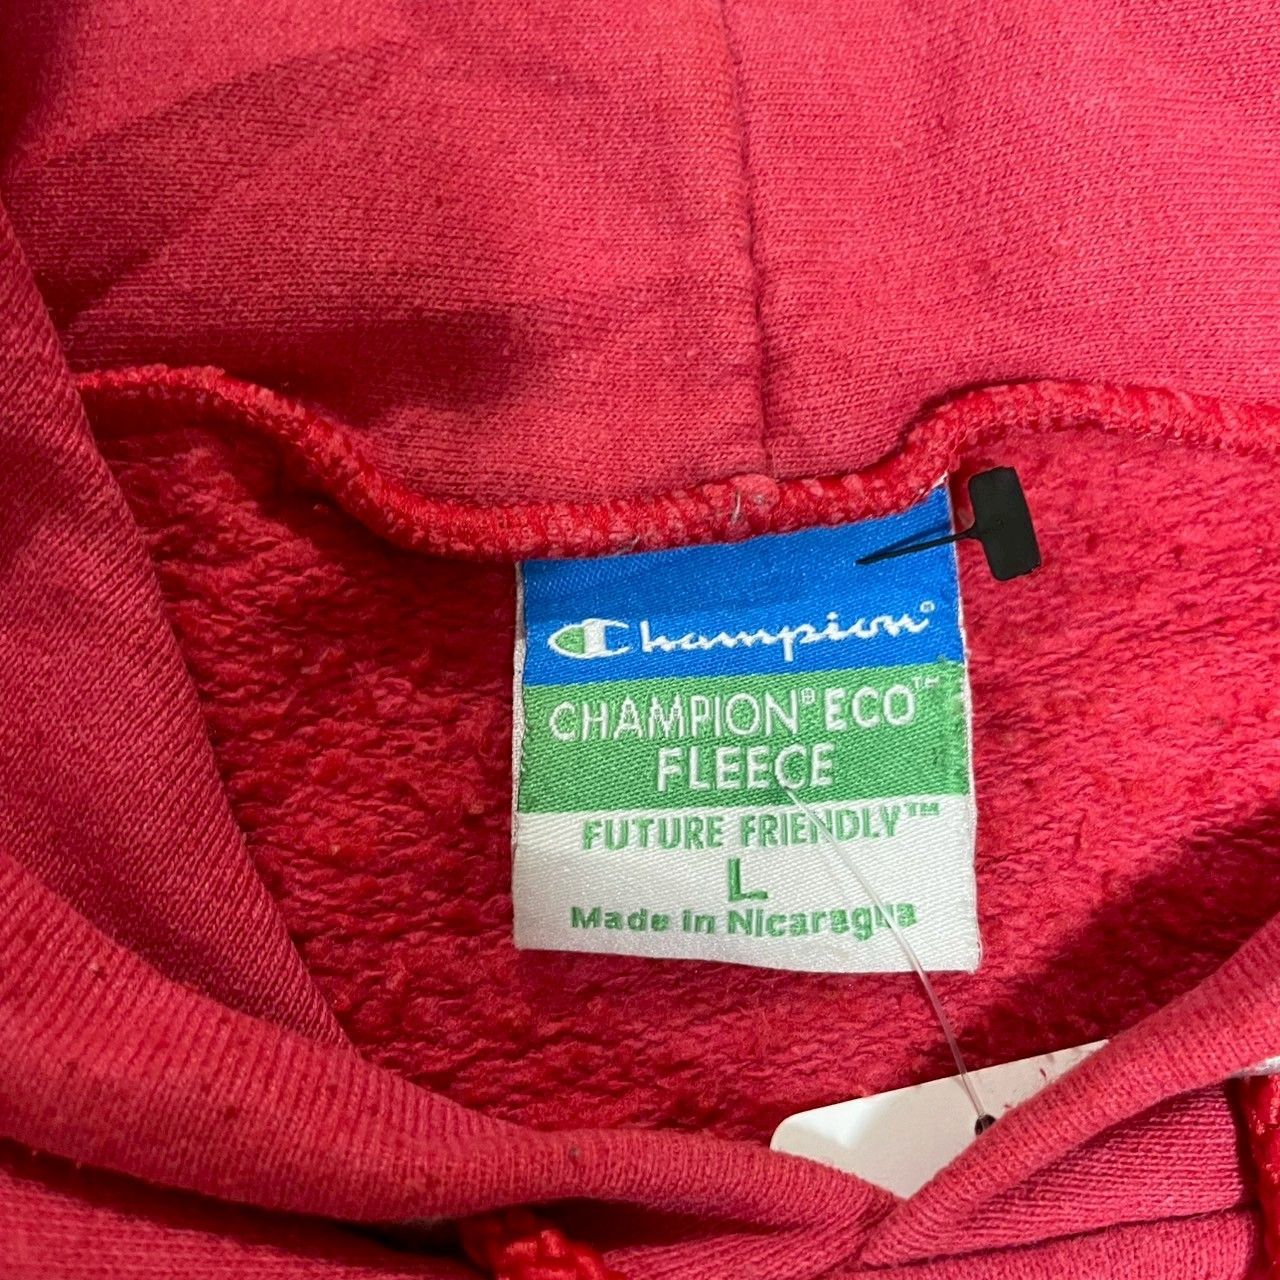 Champion®
CHAMPION® ECO™
FLEECE
FUTURE FRIENDLY™
L
Made in Nicaragua